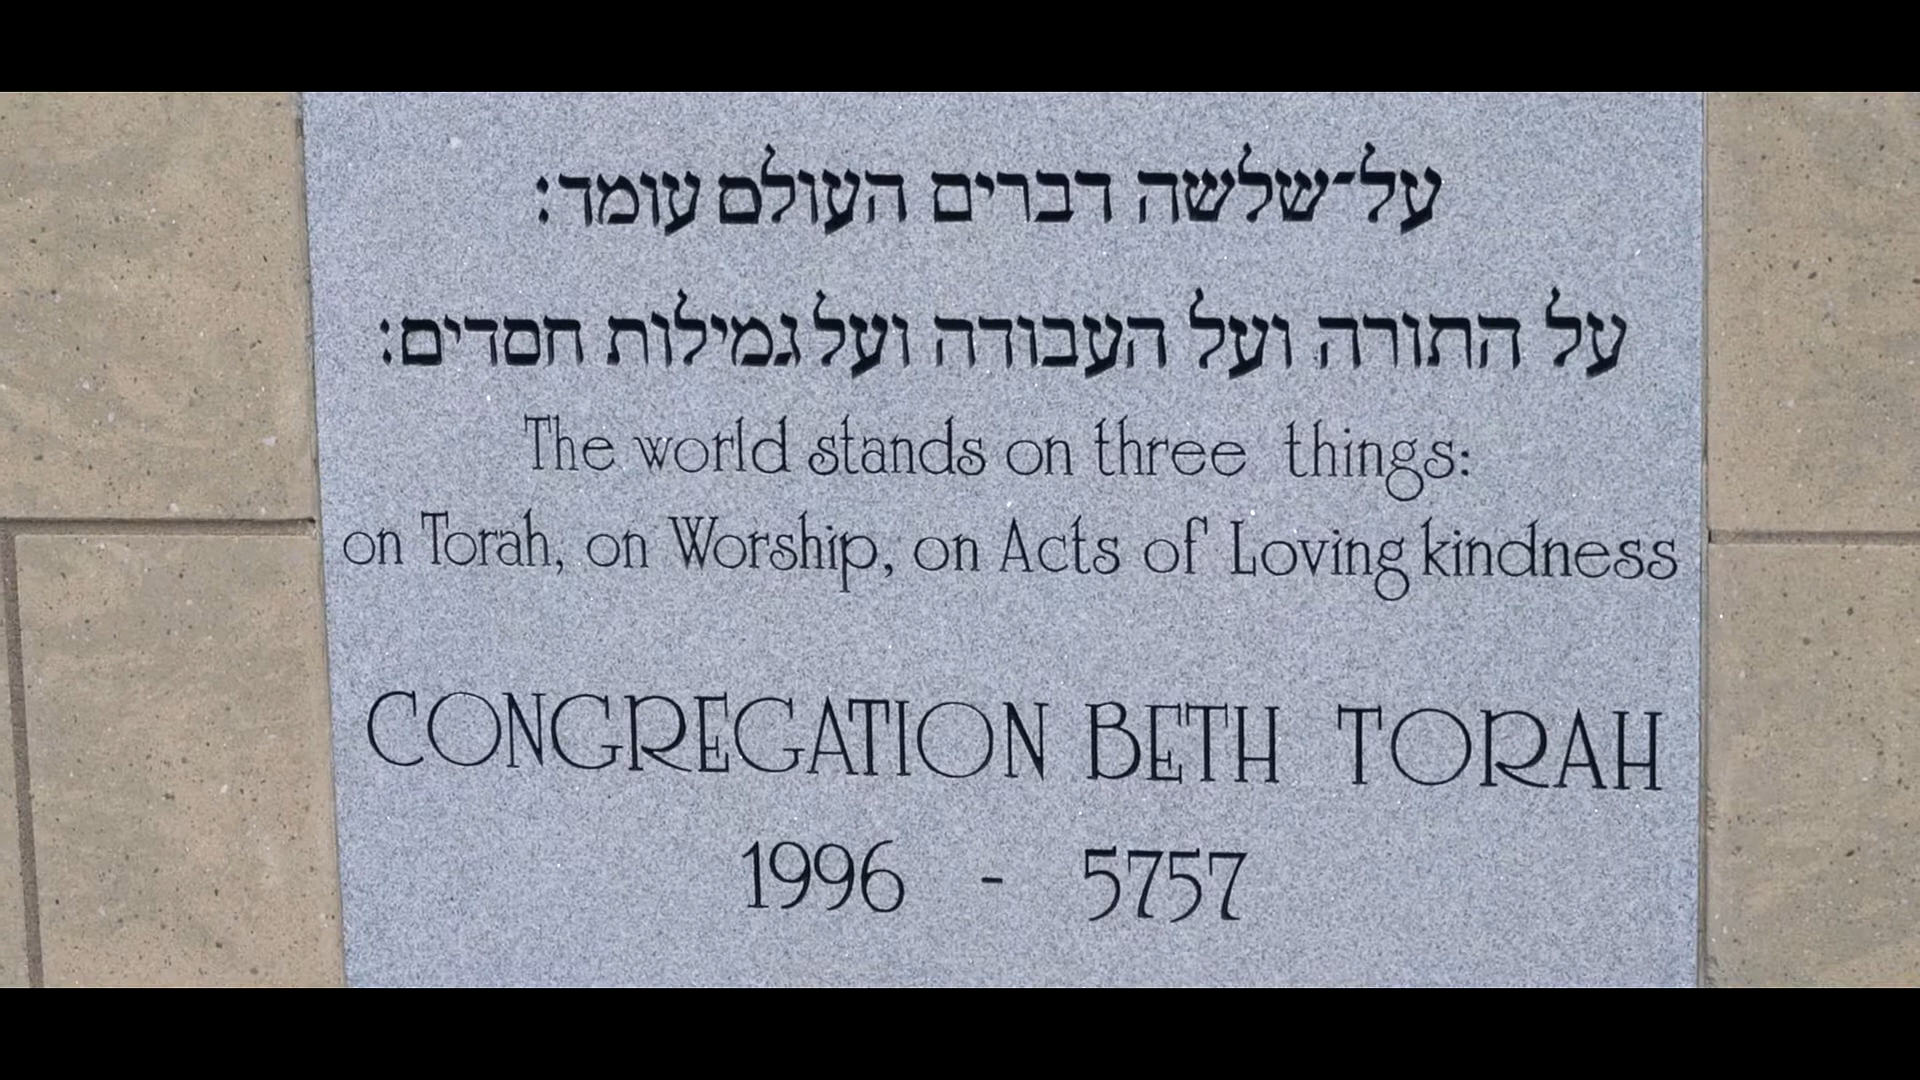 על־שלשה דברים העולם עומד:
על התורה ועל העבודה ועל גמילות חסדים:
The world stands on three things:
on Torah, on Worship, on Acts of Loving kindness
CONGREGATION BETH TORAH
1996 - 5757